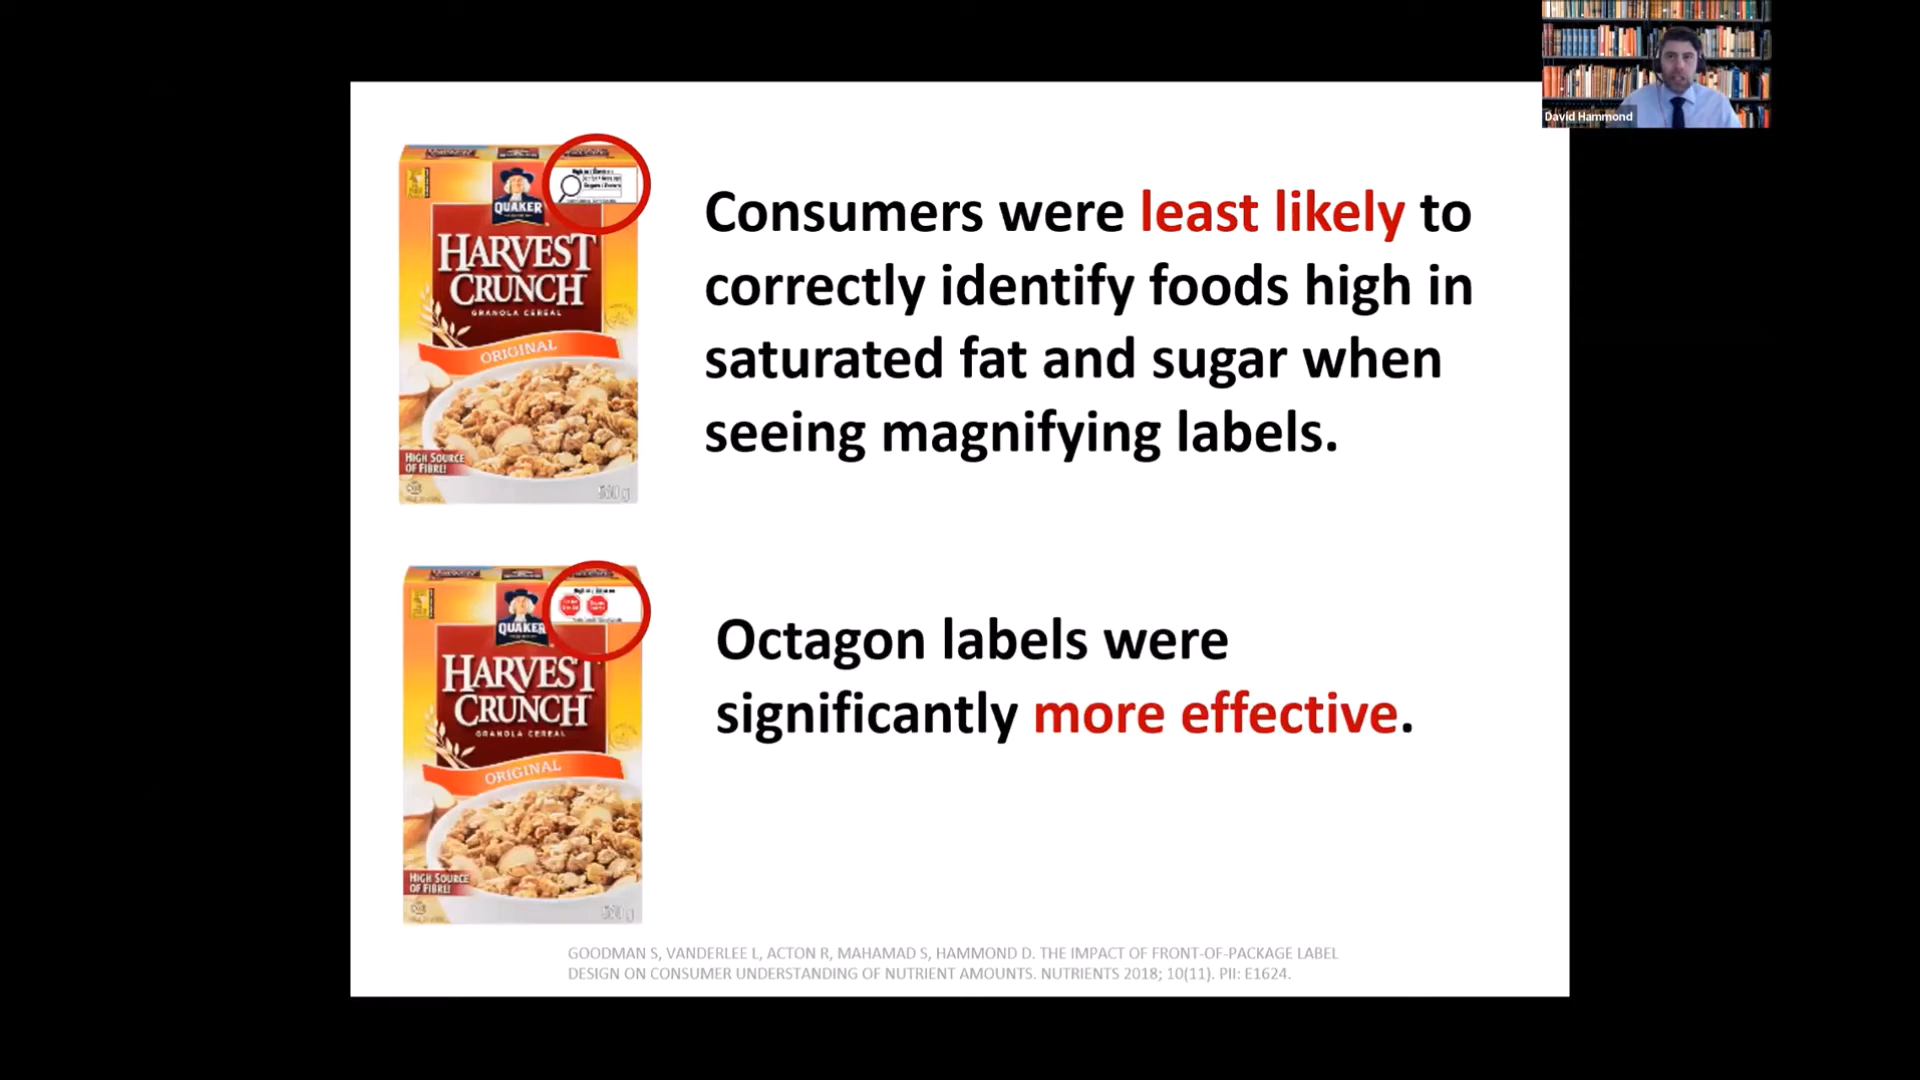 David Hammond
QUAKER
HARVEST
CRUNCH
GRANOLA CEREAL
ORIGINAL
HIGH SOURCE
OF FIBRE!
Consumers were least likely to
correctly identify foods high in
saturated fat and sugar when
seeing magnifying labels.
QUAKER
HARVEST
CRUNCH
GRANOLA CEREAL
ORIGINAL
HIGH SOURCE
OF FIBRE!
Octagon labels were
significantly more effective.
GOODMAN S, VANDERLEE L, ACTON R, MAHAMAD S, HAMMOND D. THE IMPACT OF FRONT-OF-PACKAGE LABEL
DESIGN ON CONSUMER UNDERSTANDING OF NUTRIENT AMOUNTS. NUTRIENTS 2018; 10(11). PII: E1624.